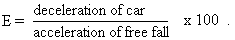 E = deceleration of car / acceleration of free fall x 100 .